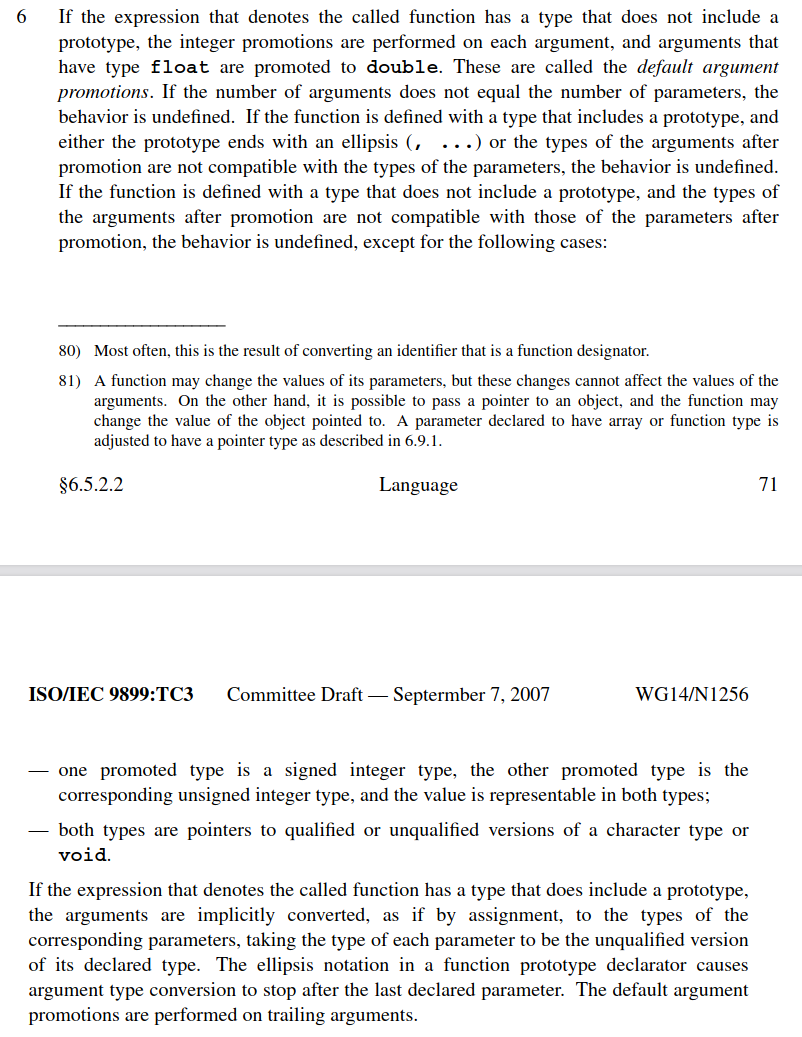 6 If the expression that denotes the called function has a type that does not include a
prototype, the integer promotions are performed on each argument, and arguments that
have type float are promoted to double. These are called the default argument
promotions. If the number of arguments does not equal the number of parameters, the
behavior is undefined. If the function is defined with a type that includes a prototype, and
either the prototype ends with an ellipsis (, ...) or the types of the arguments after
promotion are not compatible with the types of the parameters, the behavior is undefined.
If the function is defined with a type that does not include a prototype, and the types of
the arguments after promotion are not compatible with those of the parameters after
promotion, the behavior is undefined, except for the following cases:
80) Most often, this is the result of converting an identifier that is a function designator.
81) A function may change the values of its parameters, but these changes cannot affect the values of the
arguments. On the other hand, it is possible to pass a pointer to an object, and the function may
change the value of the object pointed to. A parameter declared to have array or function type is
adjusted to have a pointer type as described in 6.9.1.
§6.5.2.2 Language 71
ISO/IEC 9899:TC3 Committee Draft — Septermber 7, 2007 WG14/N1256
— one promoted type is a signed integer type, the other promoted type is the
corresponding unsigned integer type, and the value is representable in both types;
— both types are pointers to qualified or unqualified versions of a character type or
void.
If the expression that denotes the called function has a type that does include a prototype,
the arguments are implicitly converted, as if by assignment, to the types of the
corresponding parameters, taking the type of each parameter to be the unqualified version
of its declared type. The ellipsis notation in a function prototype declarator causes
argument type conversion to stop after the last declared parameter. The default argument
promotions are performed on trailing arguments.